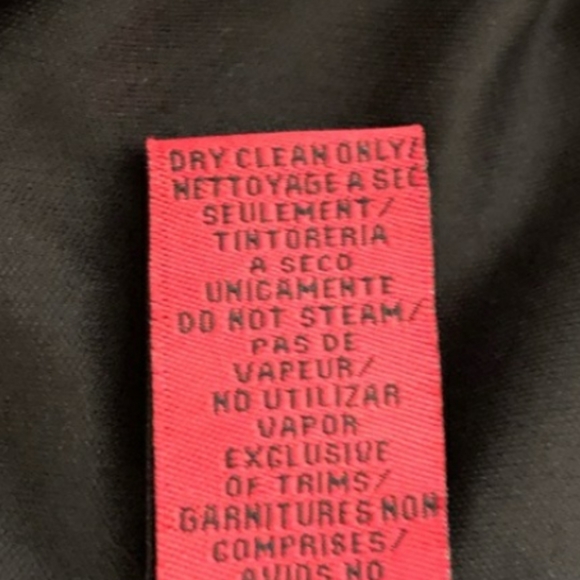 DRY CLEAN ONLY/
NETTOYAGE A SEC
SEULEMENT/
TINTORERIA
A SECO
UNICAMENTE
DO NOT STEAM/
PAS DE
VAPEUR/
NO UTILIZAR
VAPOR
EXCLUSIVE
OF TRIMS/
GARNITURES NON
COMPRISES/
NO